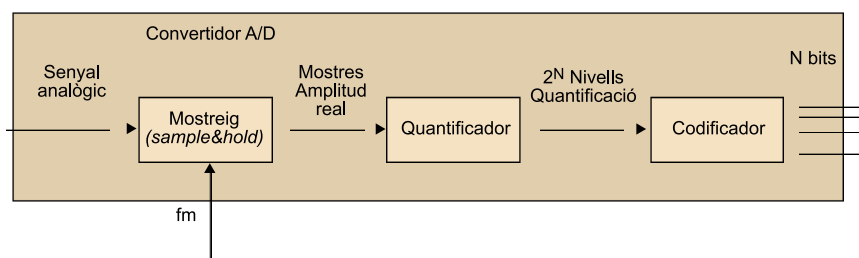 Convertidor A/D
Senyal
analògic
Mostreig
(sample&hold)
Mostres
Amplitud
real
Quantificador
2N Nivells
Quantificació
Codificador
N bits
fm